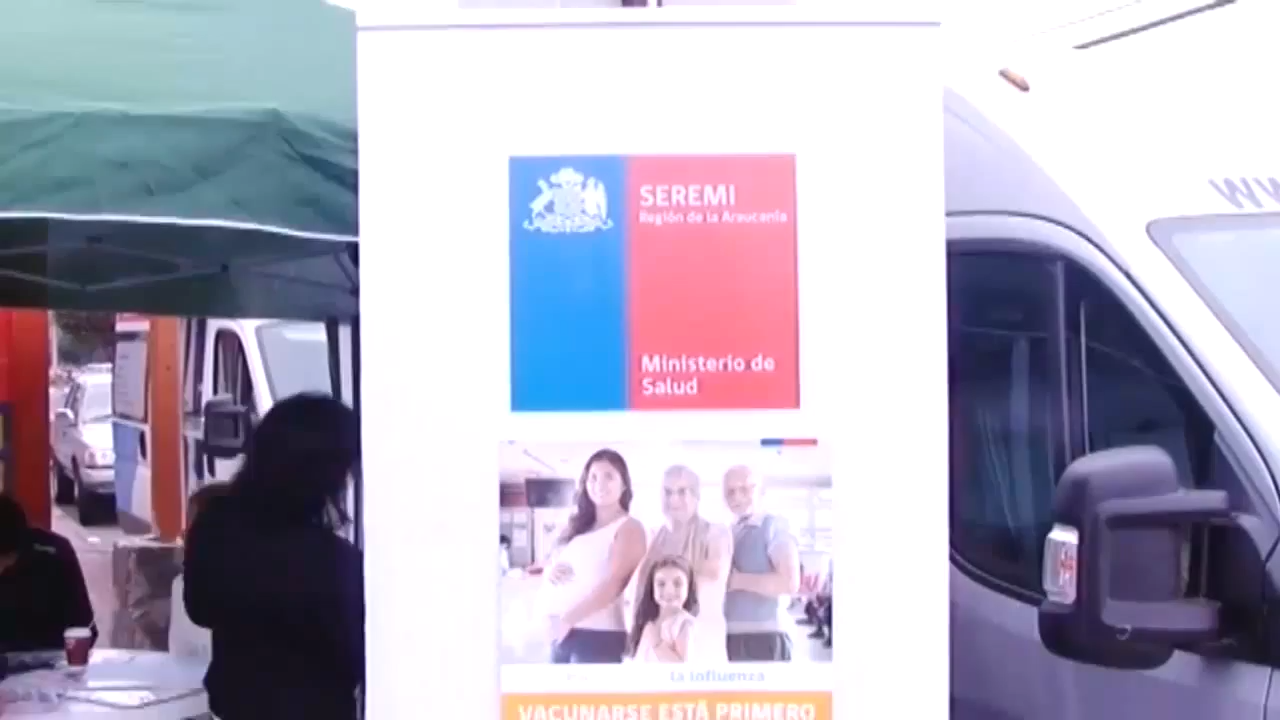 SEREMI
Región de la Araucanía
Ministerio de
Salud
la influenza
VACUNARSE ESTÁ PRIMERO